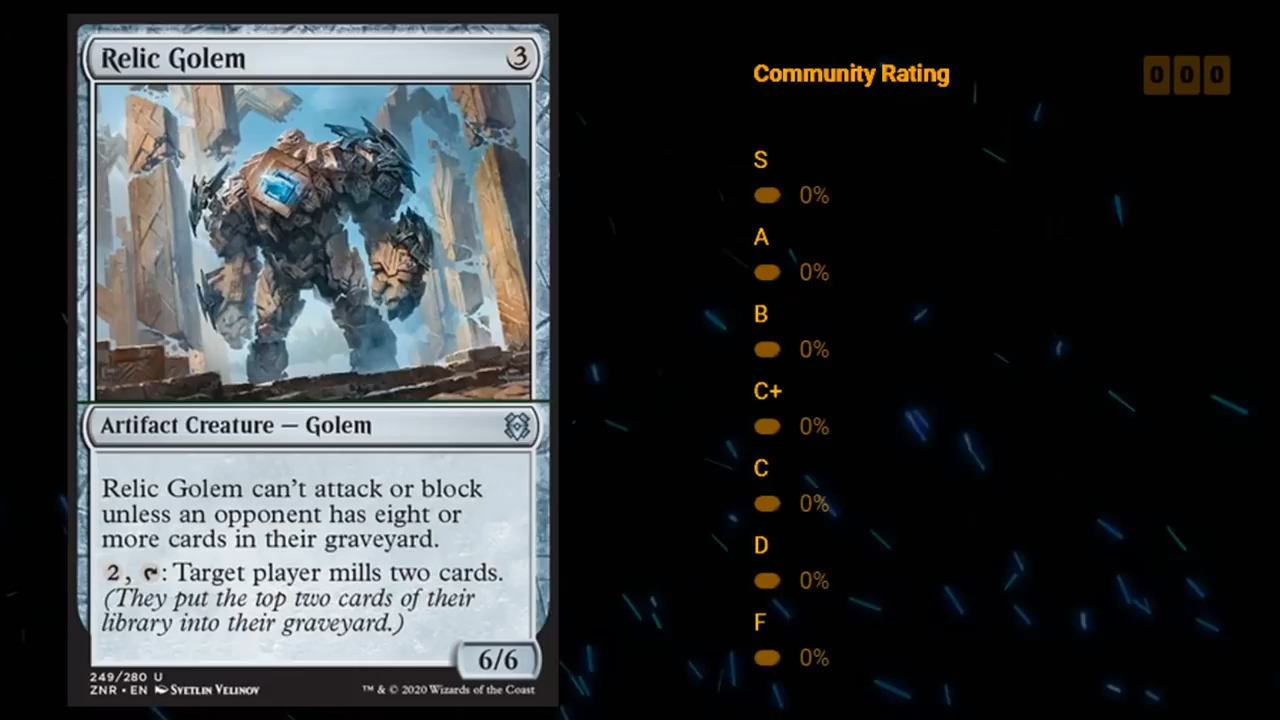 Relic Golem 3
Artifact Creature — Golem
Relic Golem can't attack or block
unless an opponent has eight or
more cards in their graveyard.
2, : Target player mills two cards.
(They put the top two cards of their
library into their graveyard.)
6/6
249/280 U
ZNR • EN Svetlin Velinov
™ & © 2020 Wizards of the Coast
Community Rating
000
S
0%
A
0%
B
0%
C+
0%
C
0%
D
0%
F
0%